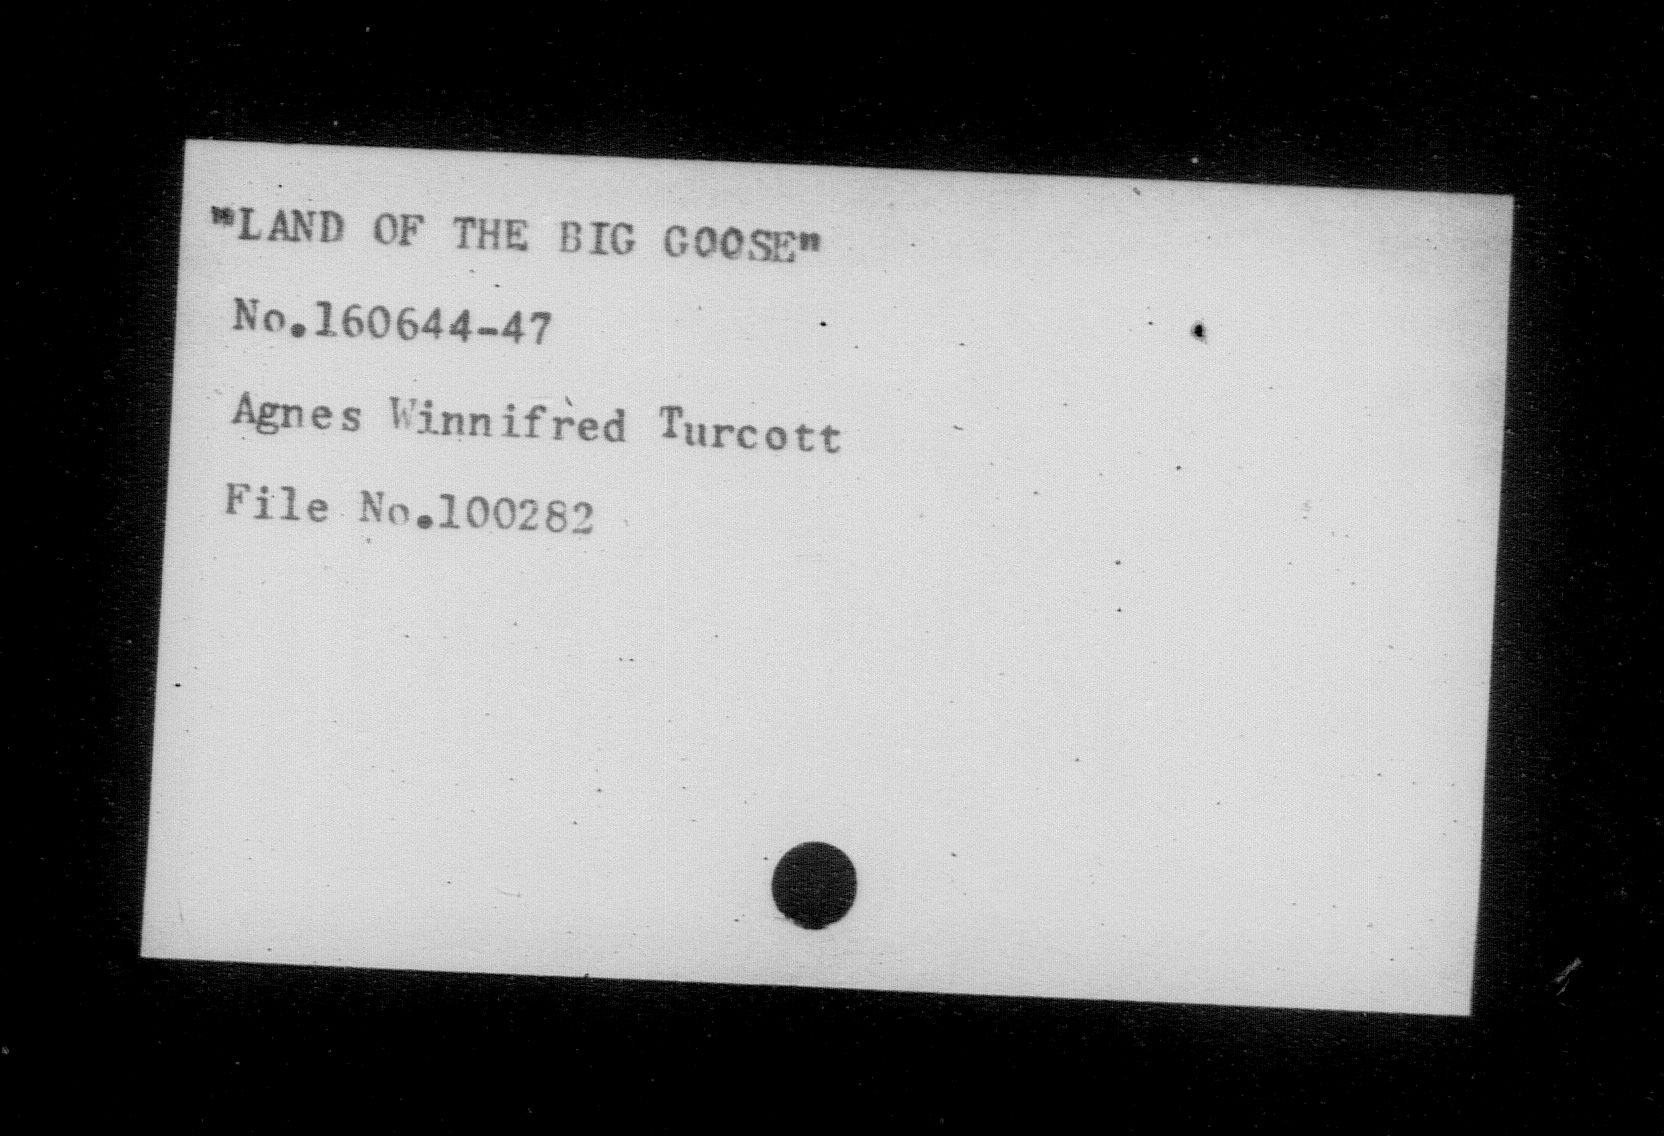 "LAND OF THE BIG GOOSE"
No.160644-47
Agnes Winnifred Turcott
File No.100282